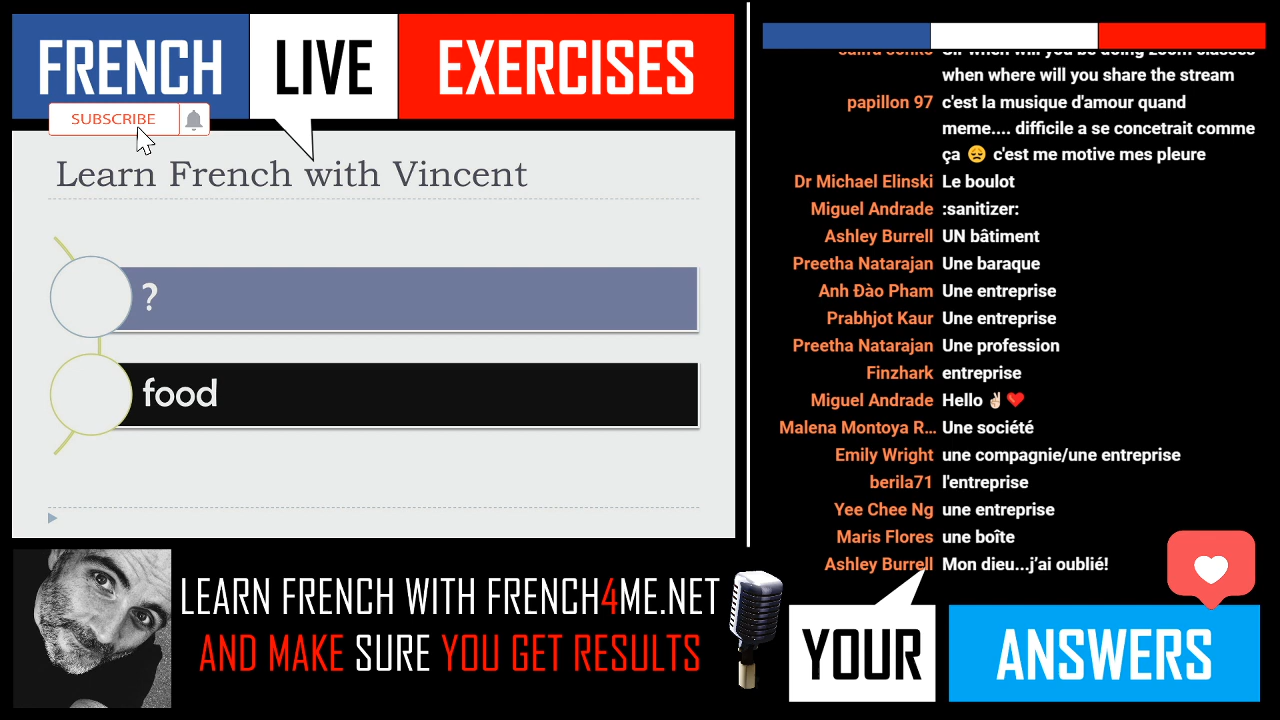 FRENCH LIVE EXERCISES
SUBSCRIBE
Learn French with Vincent
?
food
LEARN FRENCH WITH FRENCH4ME.NET
AND MAKE SURE YOU GET RESULTS
when where will you share the stream
papillon 97 c'est la musique d'amour quand
meme.... difficile a se concetrait comme
ça 😔 c'est me motive mes pleure
Dr Michael Elinski Le boulot
Miguel Andrade :sanitizer:
Ashley Burrell UN bâtiment
Preetha Natarajan Une baraque
Anh Đào Pham Une entreprise
Prabhjot Kaur Une entreprise
Preetha Natarajan Une profession
Finzhark entreprise
Miguel Andrade Hello ✌🏻❤️
Malena Montoya R... Une société
Emily Wright une compagnie/une entreprise
berila71 l'entreprise
Yee Chee Ng une entreprise
Maris Flores une boîte
Ashley Burrell Mon dieu...j'ai oublié!
YOUR ANSWERS